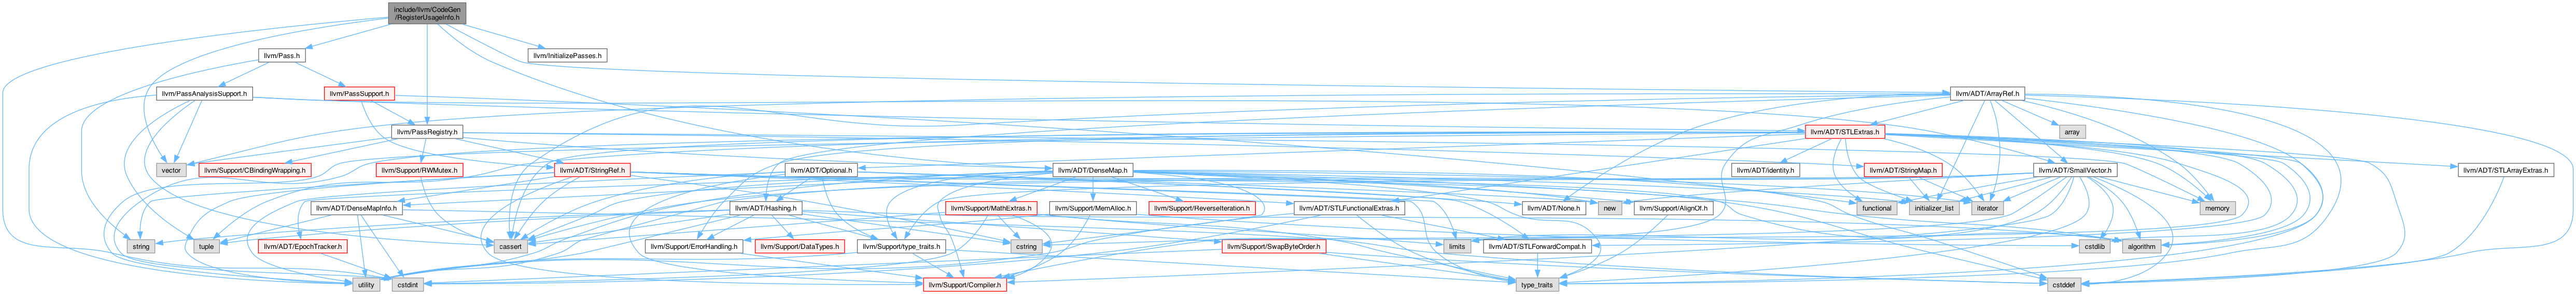 include/llvm/CodeGen
/RegisterUsageInfo.h
llvm/Pass.h
llvm/InitializePasses.h
llvm/PassAnalysisSupport.h
llvm/PassSupport.h
llvm/ADT/ArrayRef.h
llvm/PassRegistry.h
llvm/ADT/STLExtras.h
array
vector
llvm/Support/CBindingWrapping.h
llvm/Support/RWMutex.h
llvm/ADT/StringRef.h
llvm/ADT/Optional.h
llvm/ADT/DenseMap.h
llvm/ADT/identity.h
llvm/ADT/StringMap.h
llvm/ADT/SmallVector.h
llvm/ADT/STLArrayExtras.h
llvm/ADT/DenseMapInfo.h
llvm/ADT/Hashing.h
llvm/Support/MathExtras.h
llvm/Support/MemAlloc.h
llvm/Support/ReverseIteration.h
llvm/ADT/STLFunctionalExtras.h
llvm/ADT/None.h
new
llvm/Support/AlignOf.h
functional
initializer_list
iterator
memory
string
tuple
llvm/ADT/EpochTracker.h
cassert
llvm/Support/ErrorHandling.h
llvm/Support/DataTypes.h
llvm/Support/type_traits.h
cstring
llvm/Support/SwapByteOrder.h
limits
llvm/ADT/STLForwardCompat.h
cstdlib
algorithm
utility
cstdint
llvm/Support/Compiler.h
type_traits
cstddef